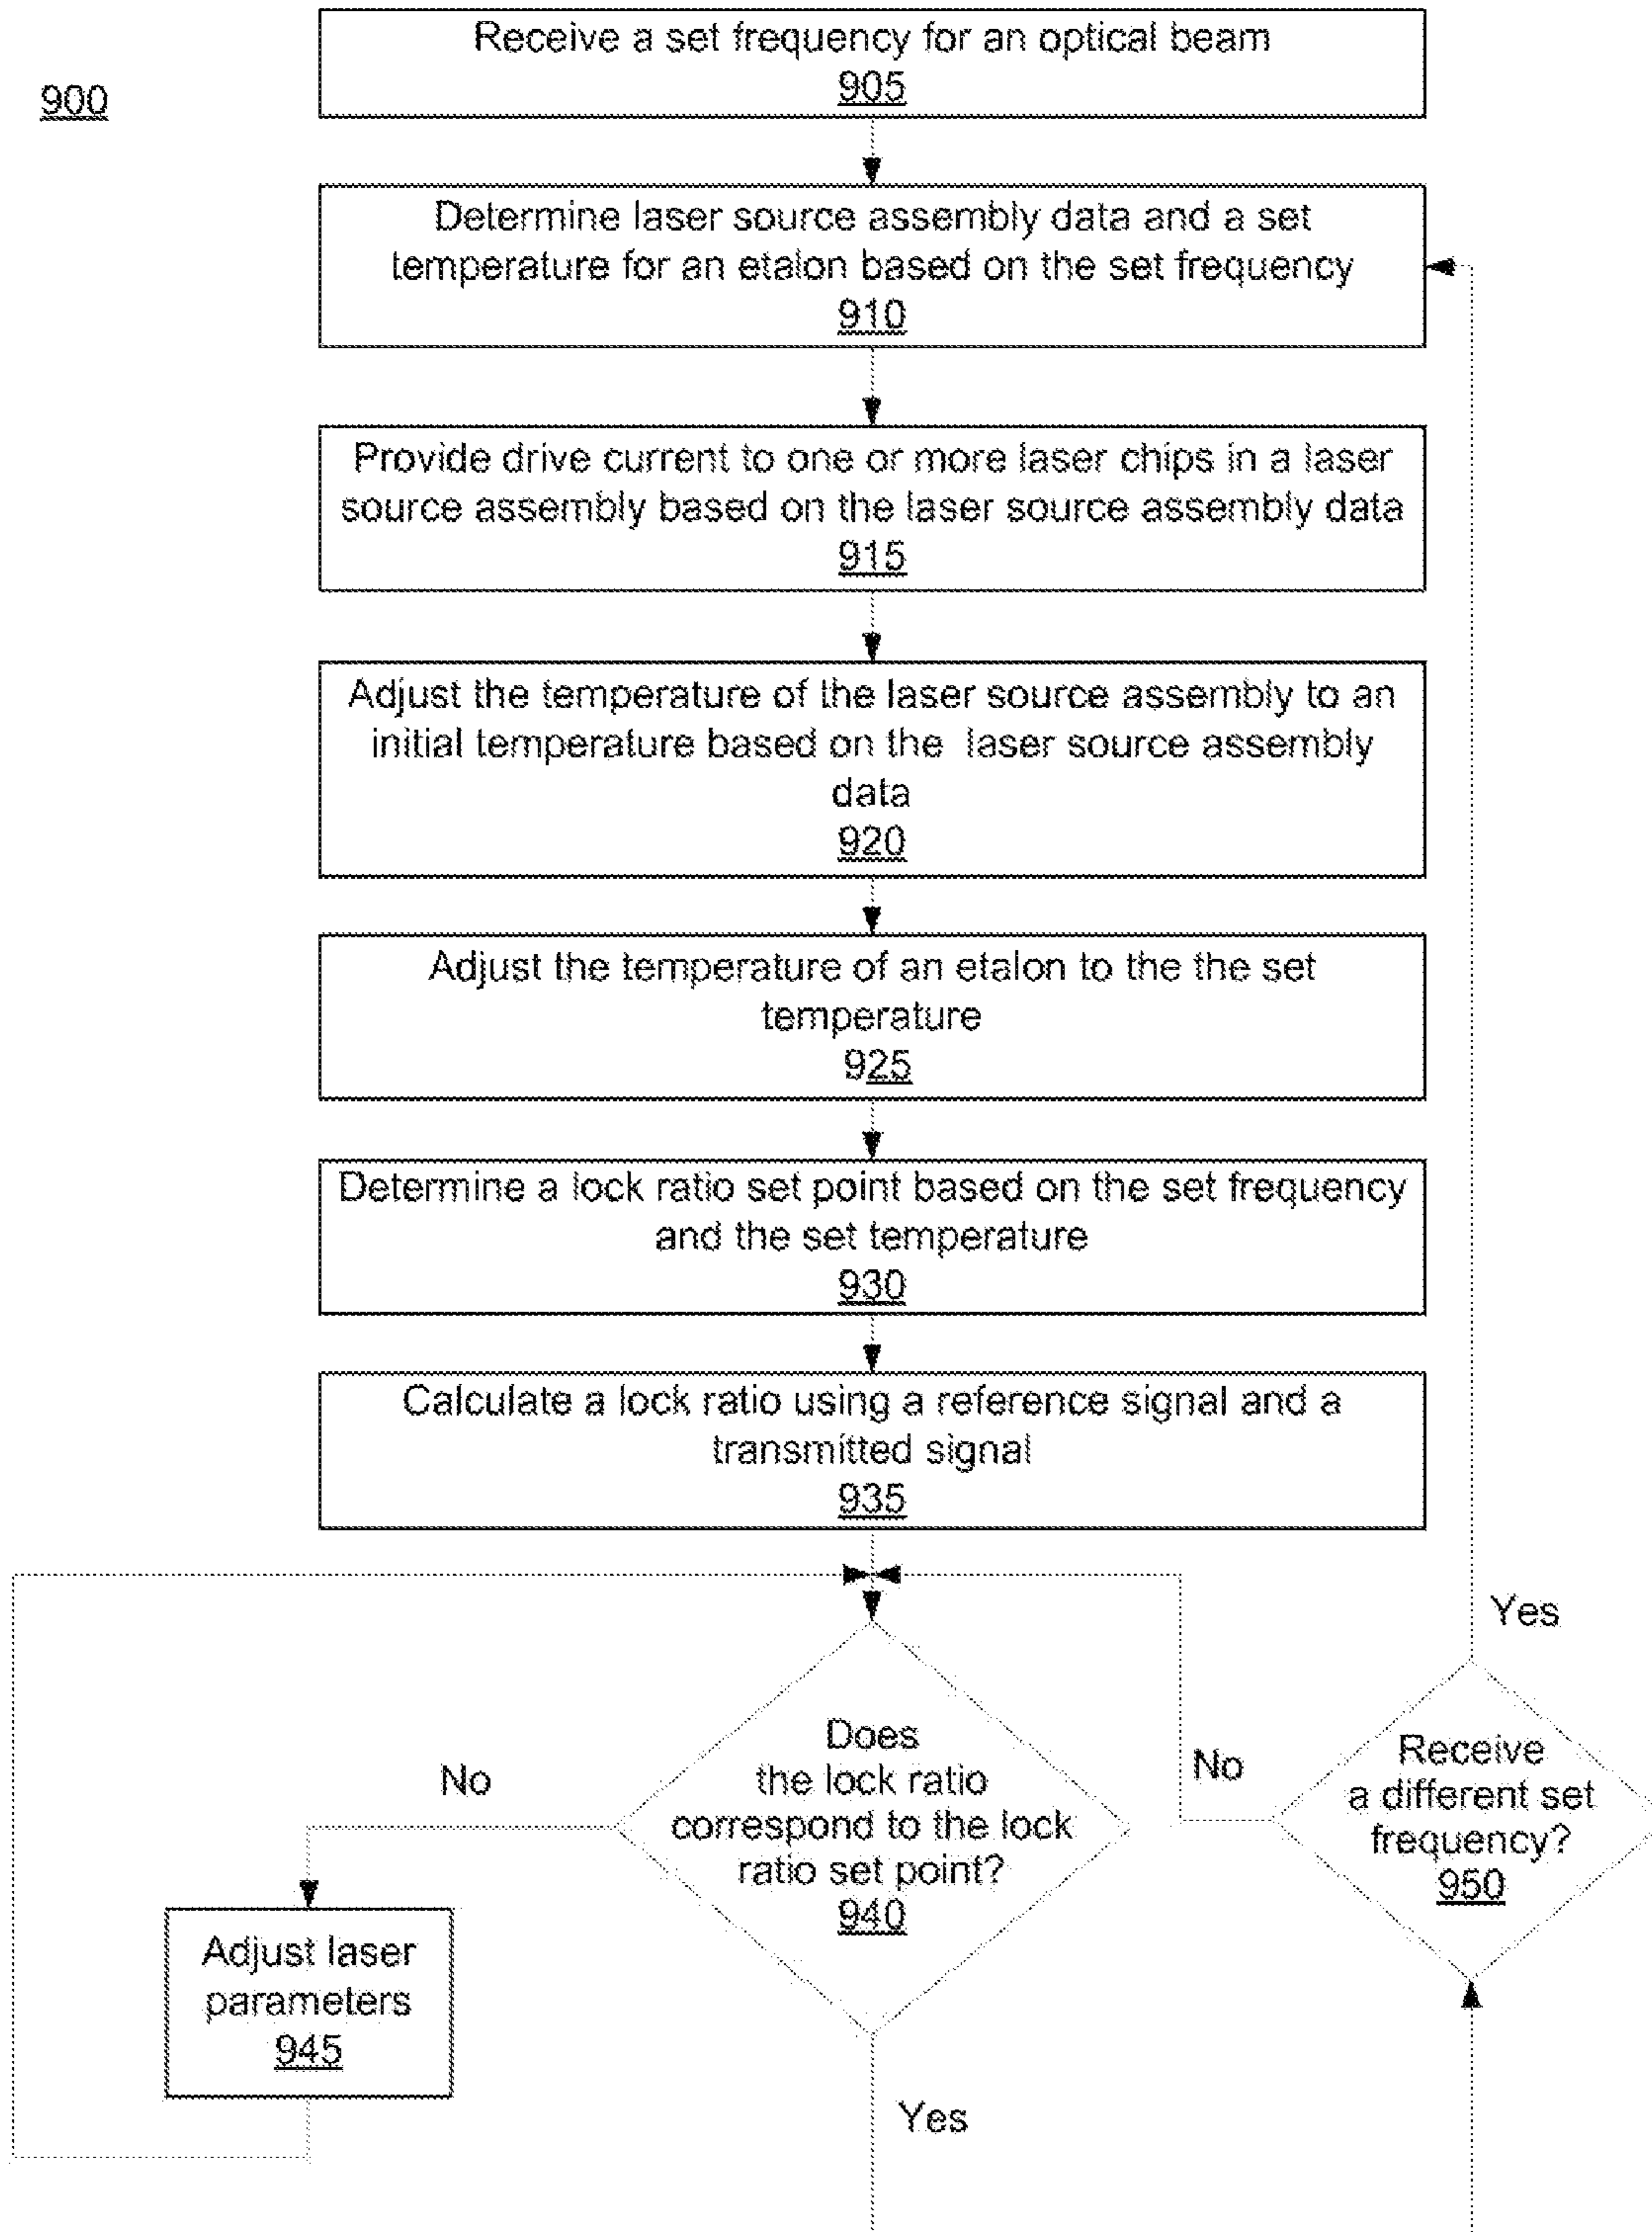 Receive a set frequency for an optical beam
905
900
Determine laser source assembly data and a set
temperature for an etalon based on the set frequency
910
Provide drive current to one or more laser chips in a laser
source assembly based on the laser source assembly data
915
Adjust the temperature of the laser source assembly to an
initial temperature based on the laser source assembly
data
920
Adjust the temperature of an etalon to the the set
temperature
925
Determine a lock ratio set point based on the set frequency
and the set temperature
930
Calculate a lock ratio using a reference signal and a
transmitted signal
935
Yes
Does
the lock ratio
correspond to the lock
ratio set point?
940
No
No
Receive
a different set
frequency?
950
Adjust laser
parameters
945
Yes